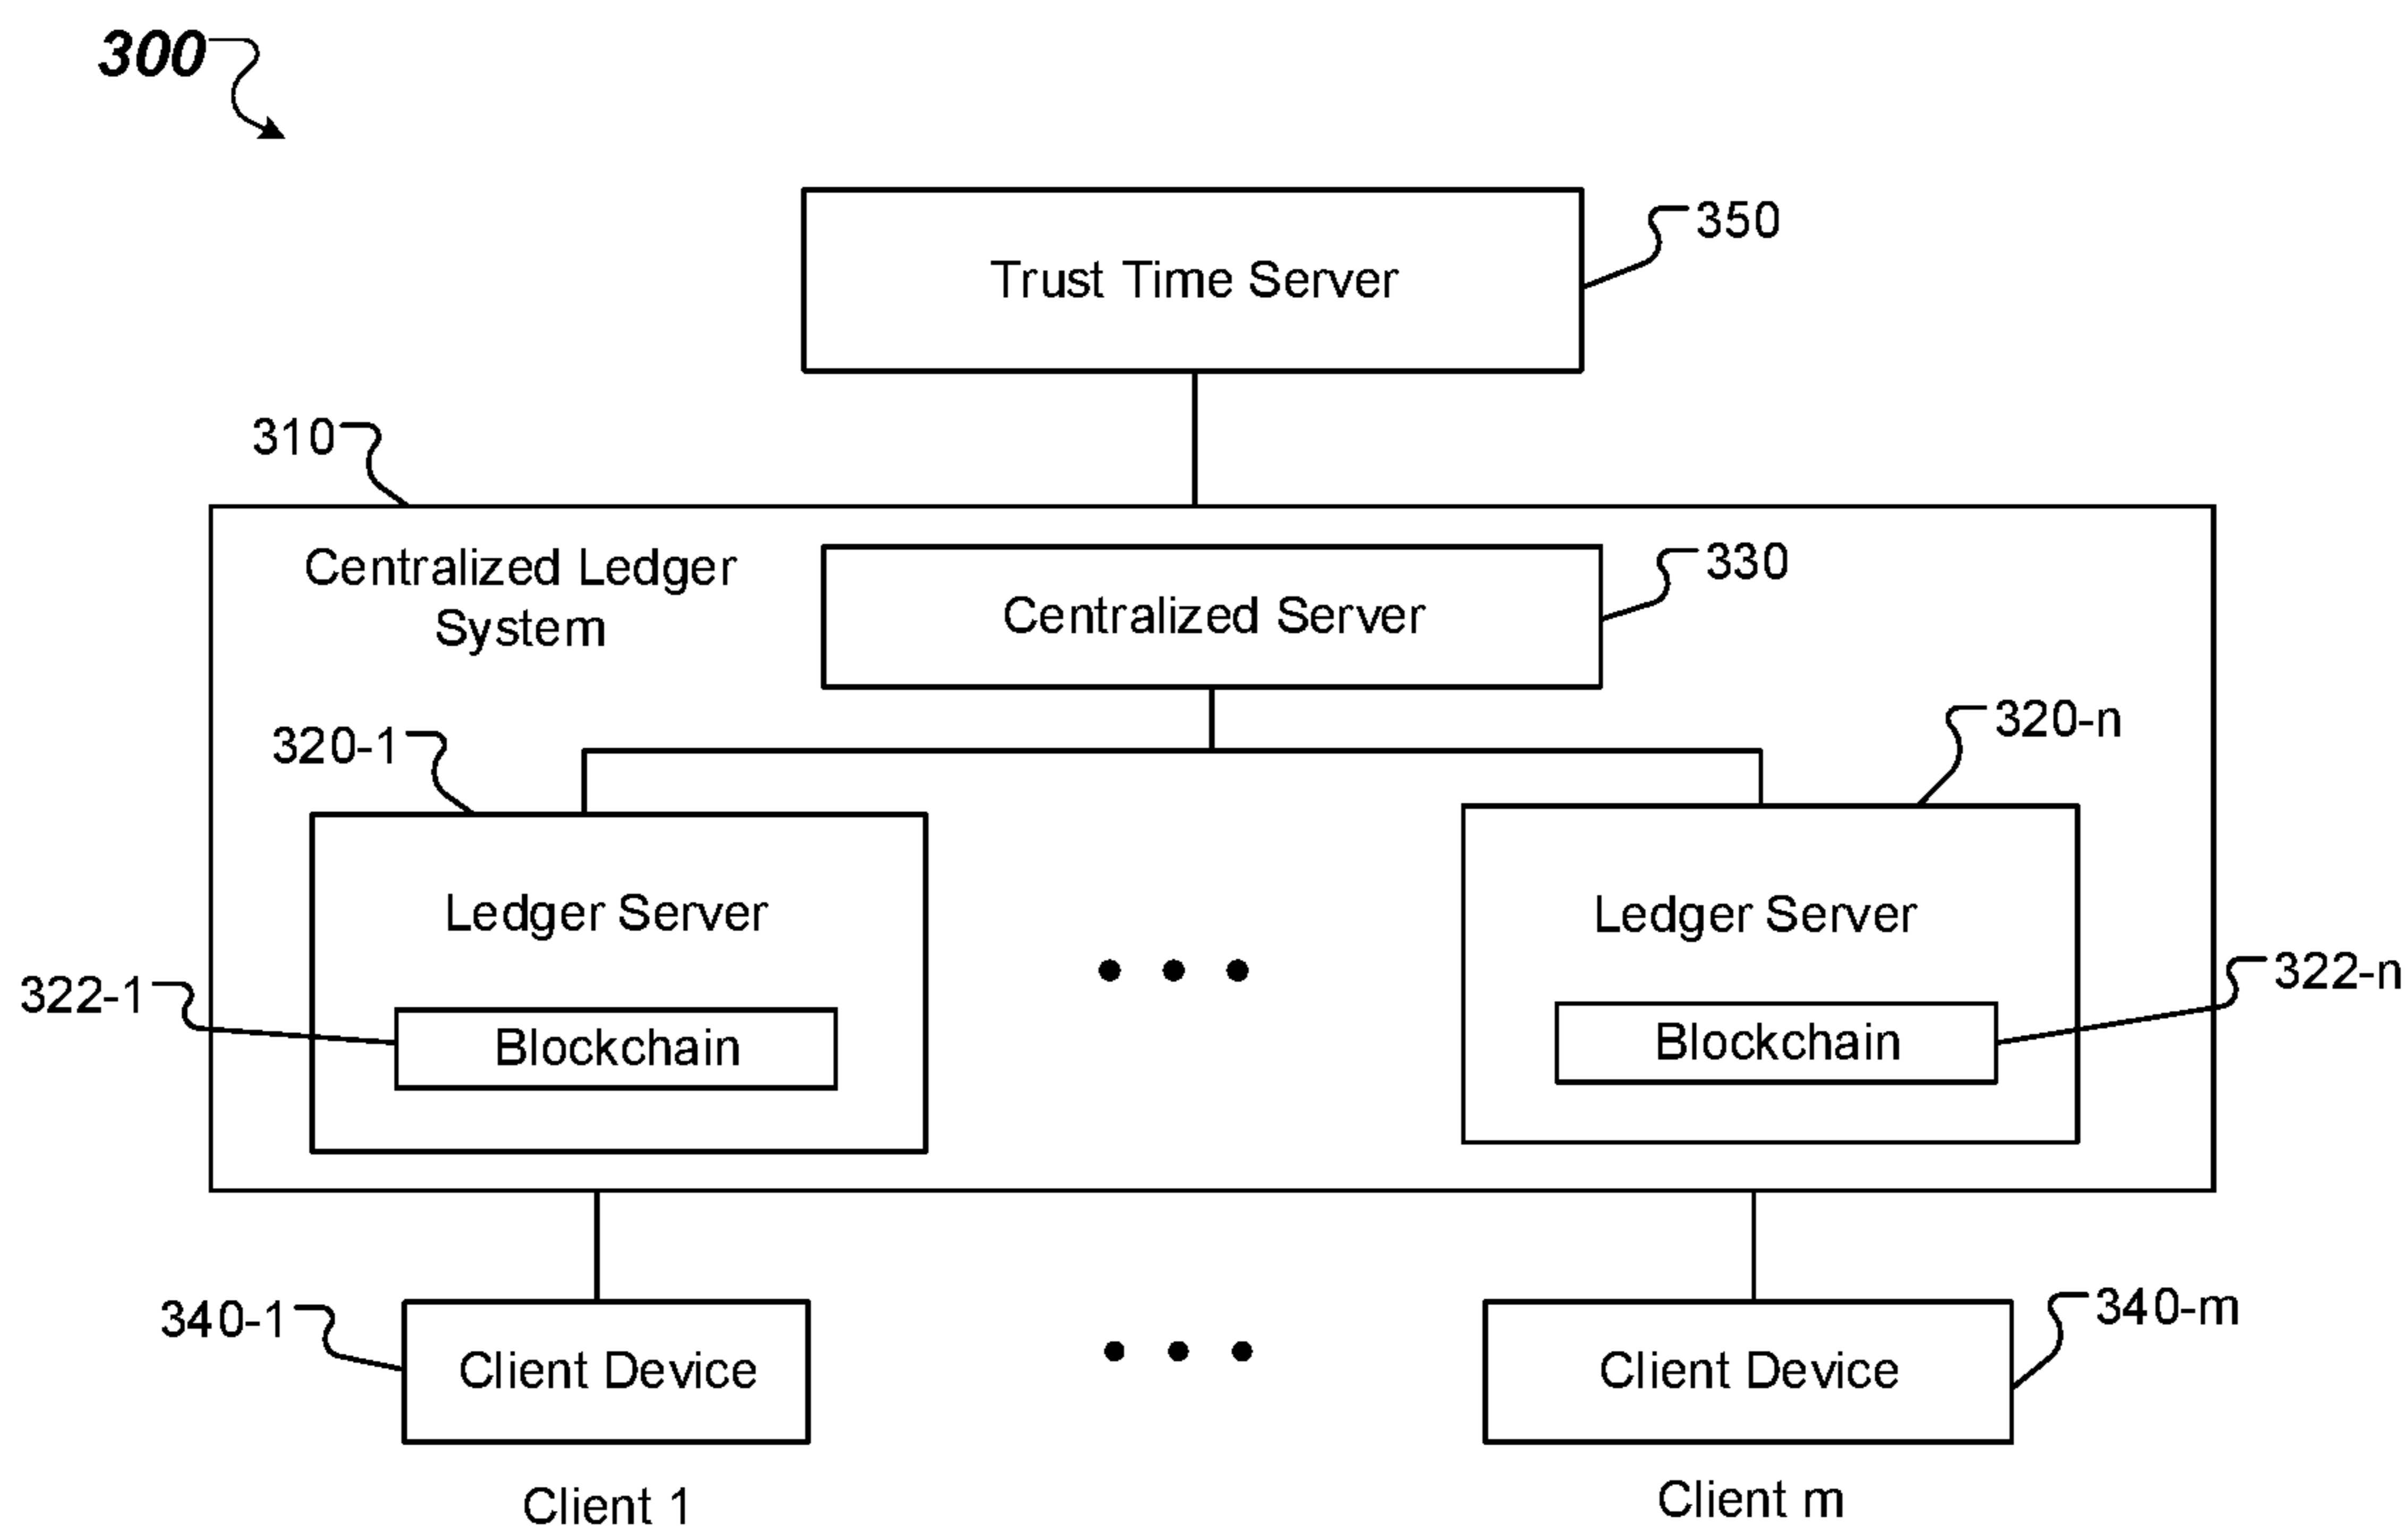 300
350
Trust Time Server
310
Centralized Ledger
System
330
Centralized Server
320-1
320-n
Ledger Server
Ledger Server
322-1
322-n
Blockchain
Blockchain
340-1
340-m
Client Device
Client Device
Client 1
Client m